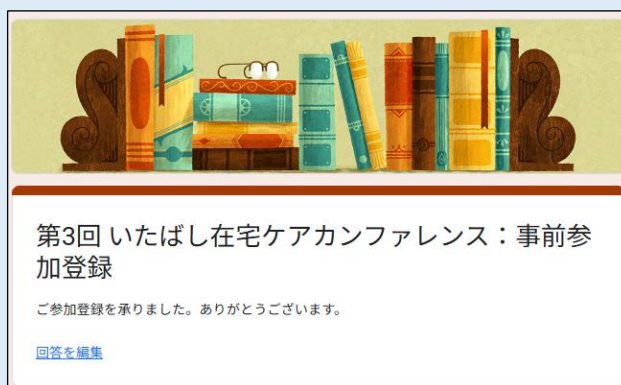 第3回 いたばし在宅ケアカンファレンス：事前参
加登録
ご参加登録を承りました。ありがとうございます。
回答を編集